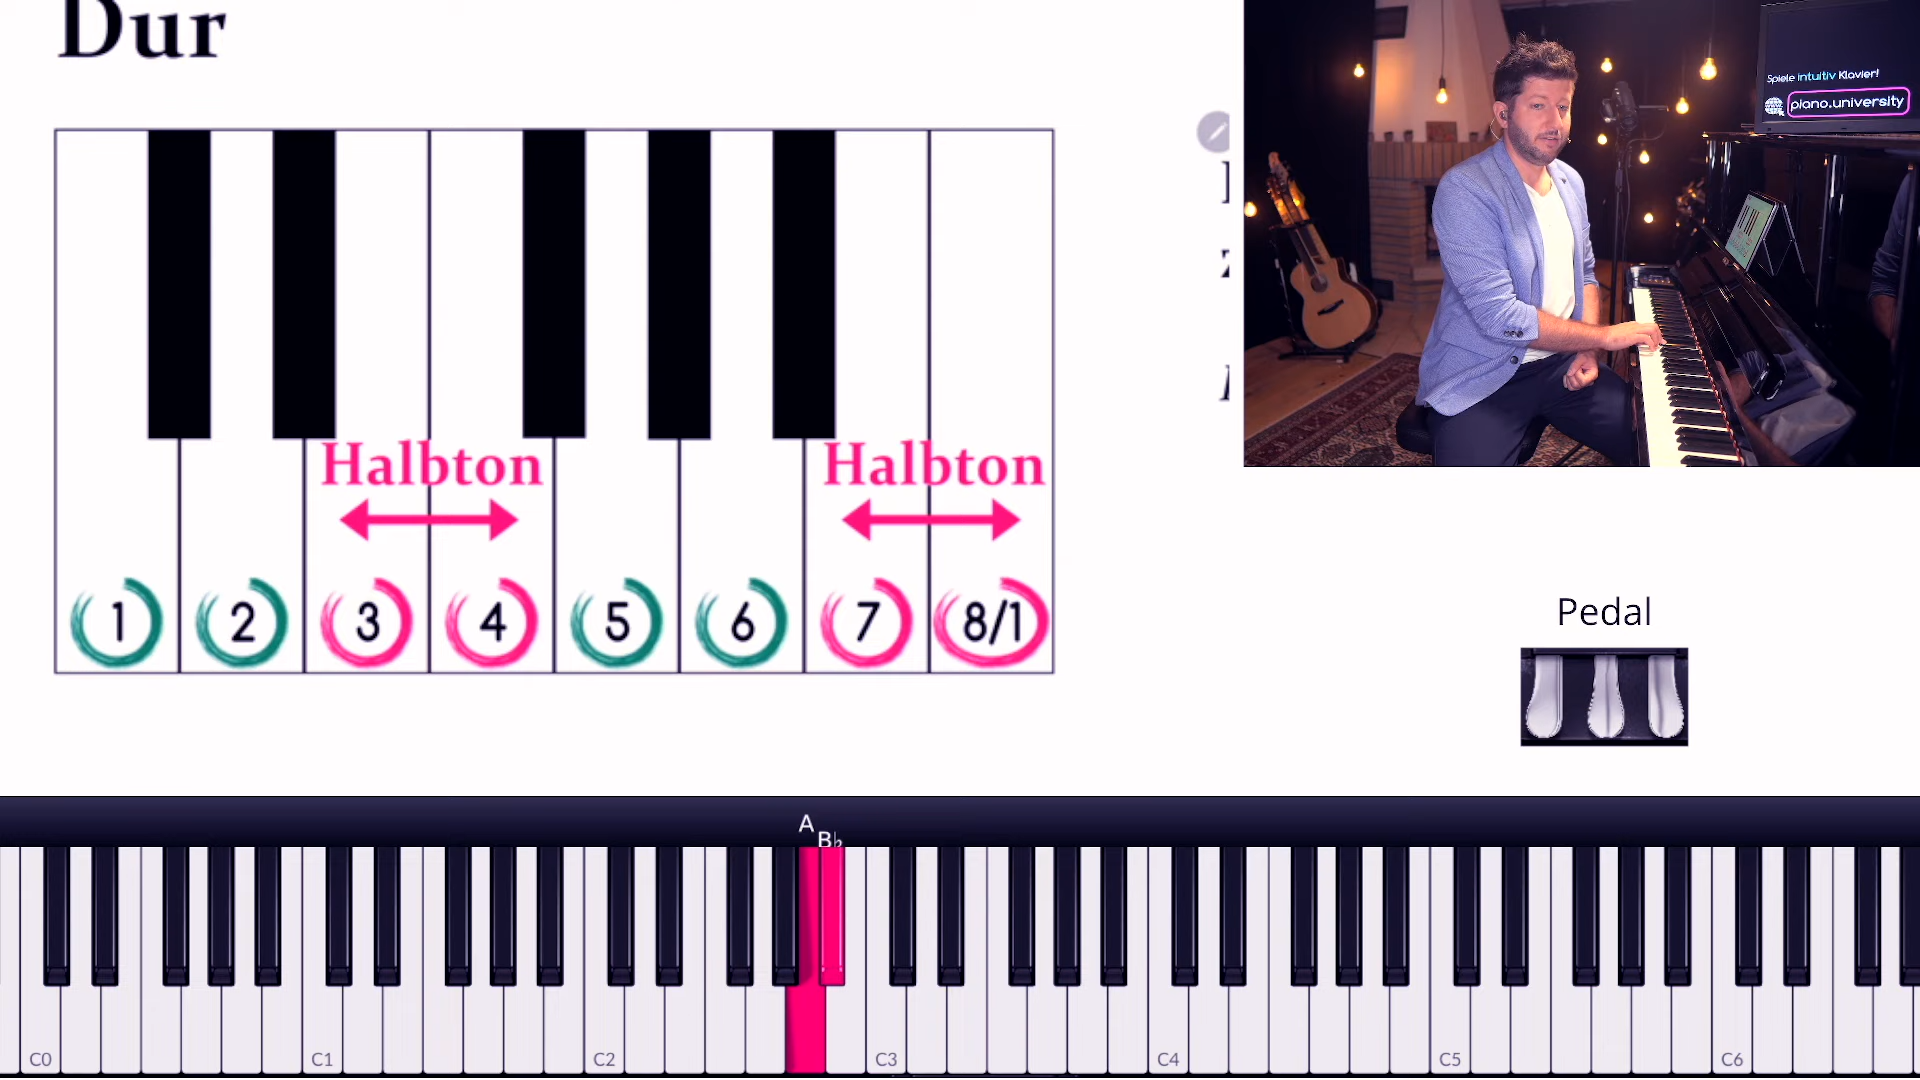 Dur
Halbton Halbton
1 2 3 4 5 6 7 8/1
Spiele intuitiv Klavier!
piano.university
Pedal
A
B♭
C0 C1 C2 C3 C4 C5 C6